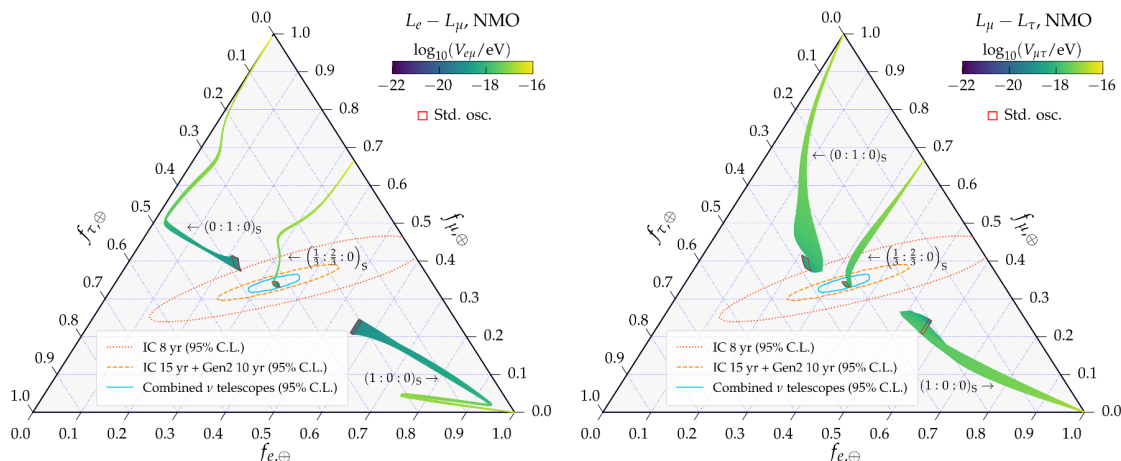 L_e − L_μ, NMO
log₁₀(V_eμ/eV)
−22 −20 −18 −16
Std. osc.
0.0
0.1
0.2
0.3
0.4
0.5
0.6
0.7
0.8
0.9
1.0
f_τ,⊕
1.0
0.9
0.8
0.7
0.6
0.5
0.4
0.3
0.2
0.1
0.0
f_μ,⊕
← (0 : 1 : 0)_S
← (1/3 : 2/3 : 0)_S
(1 : 0 : 0)_S →
IC 8 yr (95% C.L.)
IC 15 yr + Gen2 10 yr (95% C.L.)
Combined ν telescopes (95% C.L.)
0.0 0.1 0.2 0.3 0.4 0.5 0.6 0.7 0.8 0.9 1.0
f_e,⊕
L_μ − L_τ, NMO
log₁₀(V_μτ/eV)
−22 −20 −18 −16
Std. osc.
0.0
0.1
0.2
0.3
0.4
0.5
0.6
0.7
0.8
0.9
1.0
f_τ,⊕
1.0
0.9
0.8
0.7
0.6
0.5
0.4
0.3
0.2
0.1
0.0
f_μ,⊕
← (0 : 1 : 0)_S
← (1/3 : 2/3 : 0)_S
(1 : 0 : 0)_S →
IC 8 yr (95% C.L.)
IC 15 yr + Gen2 10 yr (95% C.L.)
Combined ν telescopes (95% C.L.)
0.0 0.1 0.2 0.3 0.4 0.5 0.6 0.7 0.8 0.9 1.0
f_e,⊕